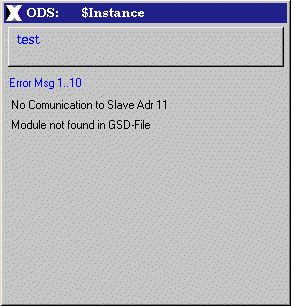 ODS: $Instance
test
Error Msg 1..10
No Comunication to Slave Adr 11
Module not found in GSD-File